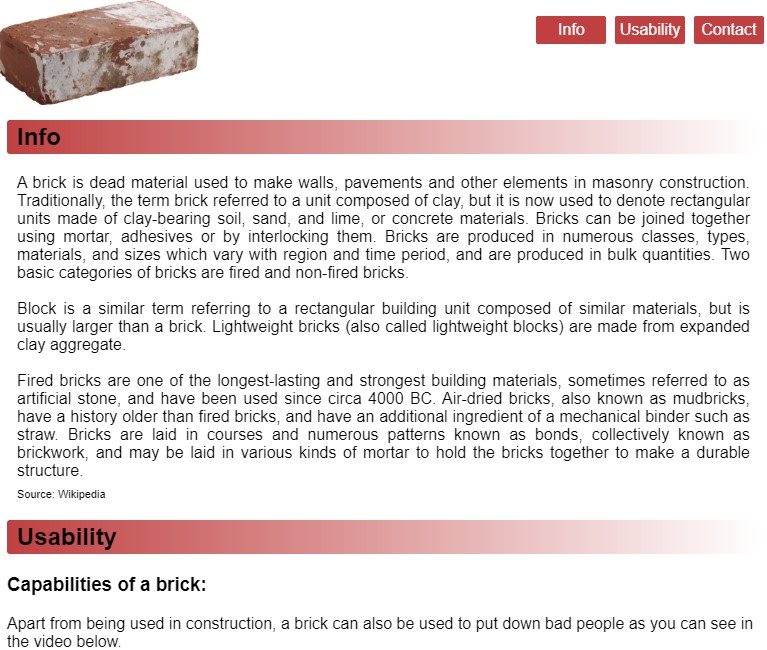 Info
Usability
Contact
Info
A brick is dead material used to make walls, pavements and other elements in masonry construction.
Traditionally, the term brick referred to a unit composed of clay, but it is now used to denote rectangular
units made of clay-bearing soil, sand, and lime, or concrete materials. Bricks can be joined together
using mortar, adhesives or by interlocking them. Bricks are produced in numerous classes, types,
materials, and sizes which vary with region and time period, and are produced in bulk quantities. Two
basic categories of bricks are fired and non-fired bricks.
Block is a similar term referring to a rectangular building unit composed of similar materials, but is
usually larger than a brick. Lightweight bricks (also called lightweight blocks) are made from expanded
clay aggregate.
Fired bricks are one of the longest-lasting and strongest building materials, sometimes referred to as
artificial stone, and have been used since circa 4000 BC. Air-dried bricks, also known as mudbricks,
have a history older than fired bricks, and have an additional ingredient of a mechanical binder such as
straw. Bricks are laid in courses and numerous patterns known as bonds, collectively known as
brickwork, and may be laid in various kinds of mortar to hold the bricks together to make a durable
structure.
Source: Wikipedia
Usability
Capabilities of a brick:
Apart from being used in construction, a brick can also be used to put down bad people as you can see in
the video below.